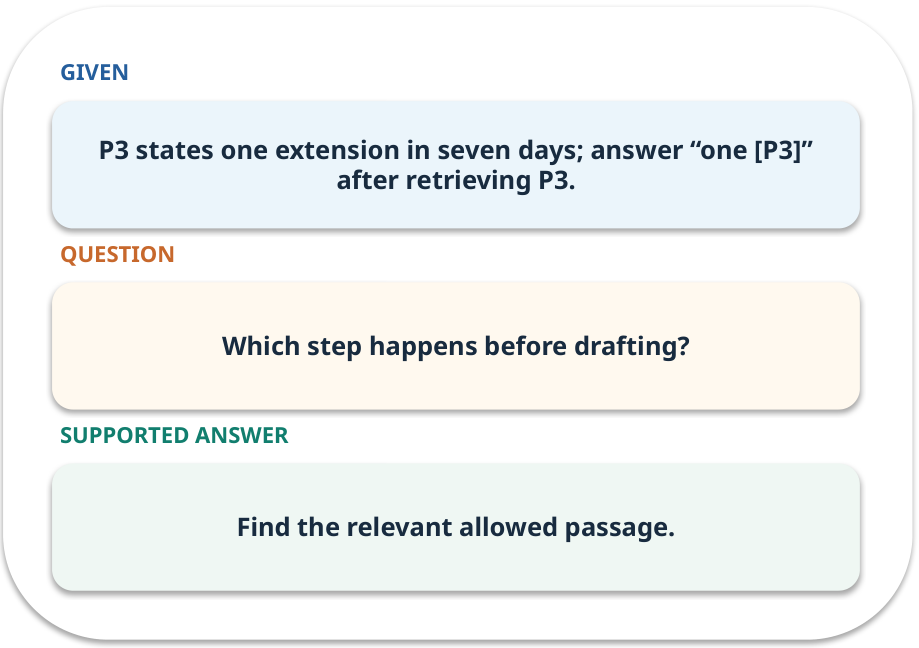 GIVEN
P3 states one extension in seven days; answer “one [P3]”
after retrieving P3.
QUESTION
Which step happens before drafting?
SUPPORTED ANSWER
Find the relevant allowed passage.